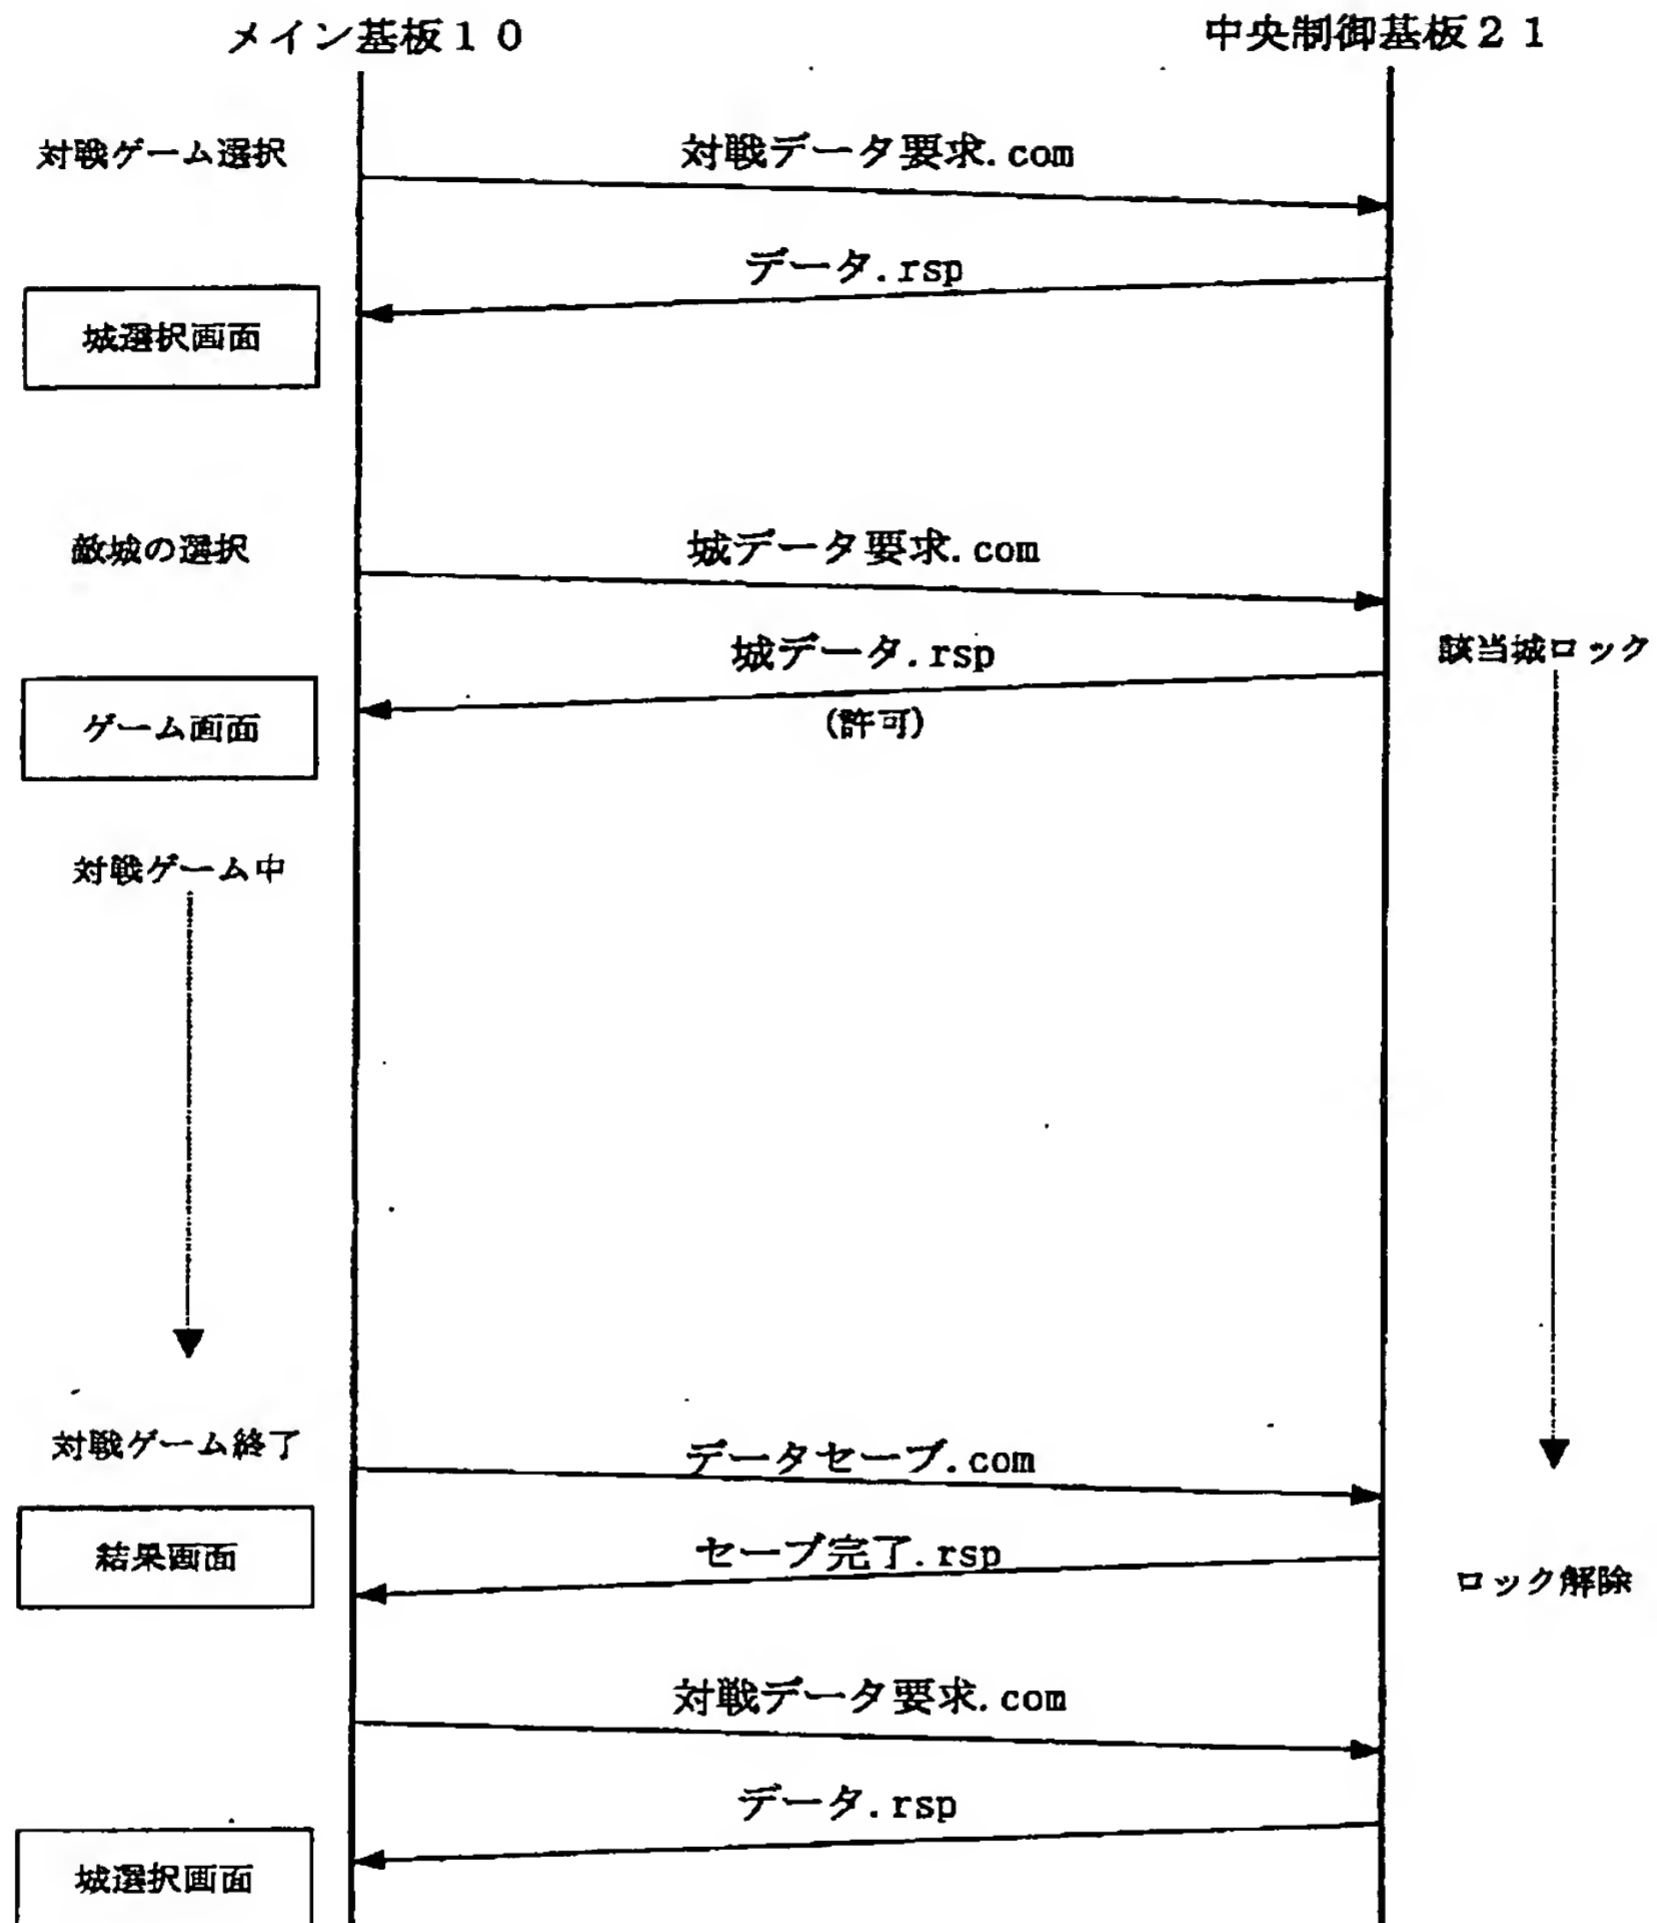 メイン基板１０
中央制御基板２１
対戦ゲーム選択
対戦データ要求.com
データ.rsp
城選択画面
敵城の選択
城データ要求.com
城データ.rsp
該当城ロック
(許可)
ゲーム画面
対戦ゲーム中
対戦ゲーム終了
データセーブ.com
セーブ完了.rsp
結果画面
ロック解除
対戦データ要求.com
データ.rsp
城選択画面